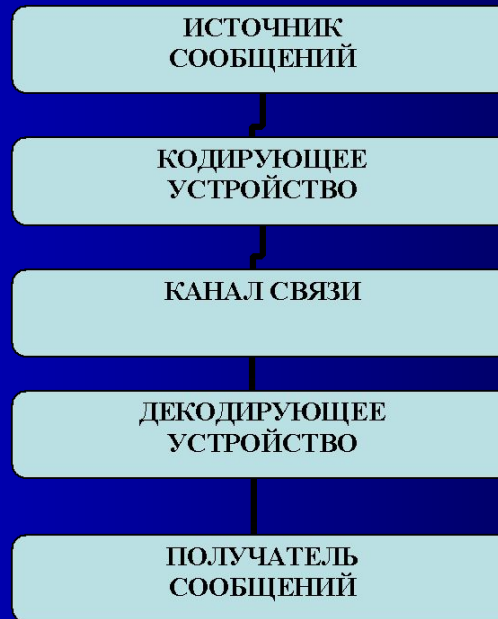 ИСТОЧНИК
СООБЩЕНИЙ
КОДИРУЮЩЕЕ
УСТРОЙСТВО
КАНАЛ СВЯЗИ
ДЕКОДИРУЮЩЕЕ
УСТРОЙСТВО
ПОЛУЧАТЕЛЬ
СООБЩЕНИЙ